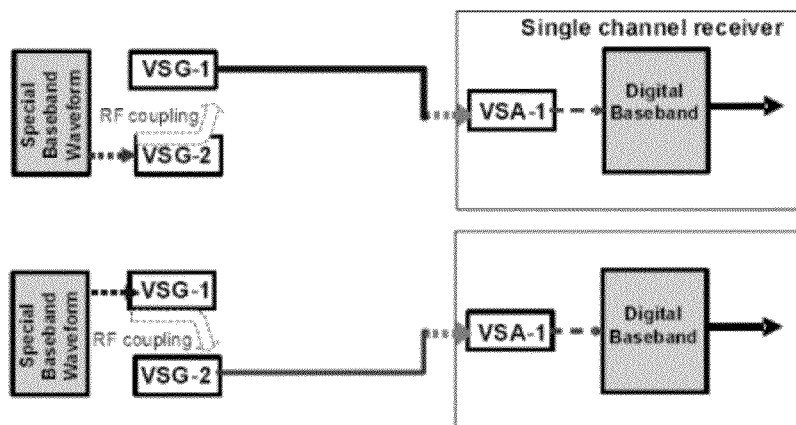 Single channel receiver
Special
Baseband
Waveform
VSG-1
RF coupling
VSG-2
VSA-1
Digital
Baseband
Special
Baseband
Waveform
VSG-1
RF coupling
VSG-2
VSA-1
Digital
Baseband